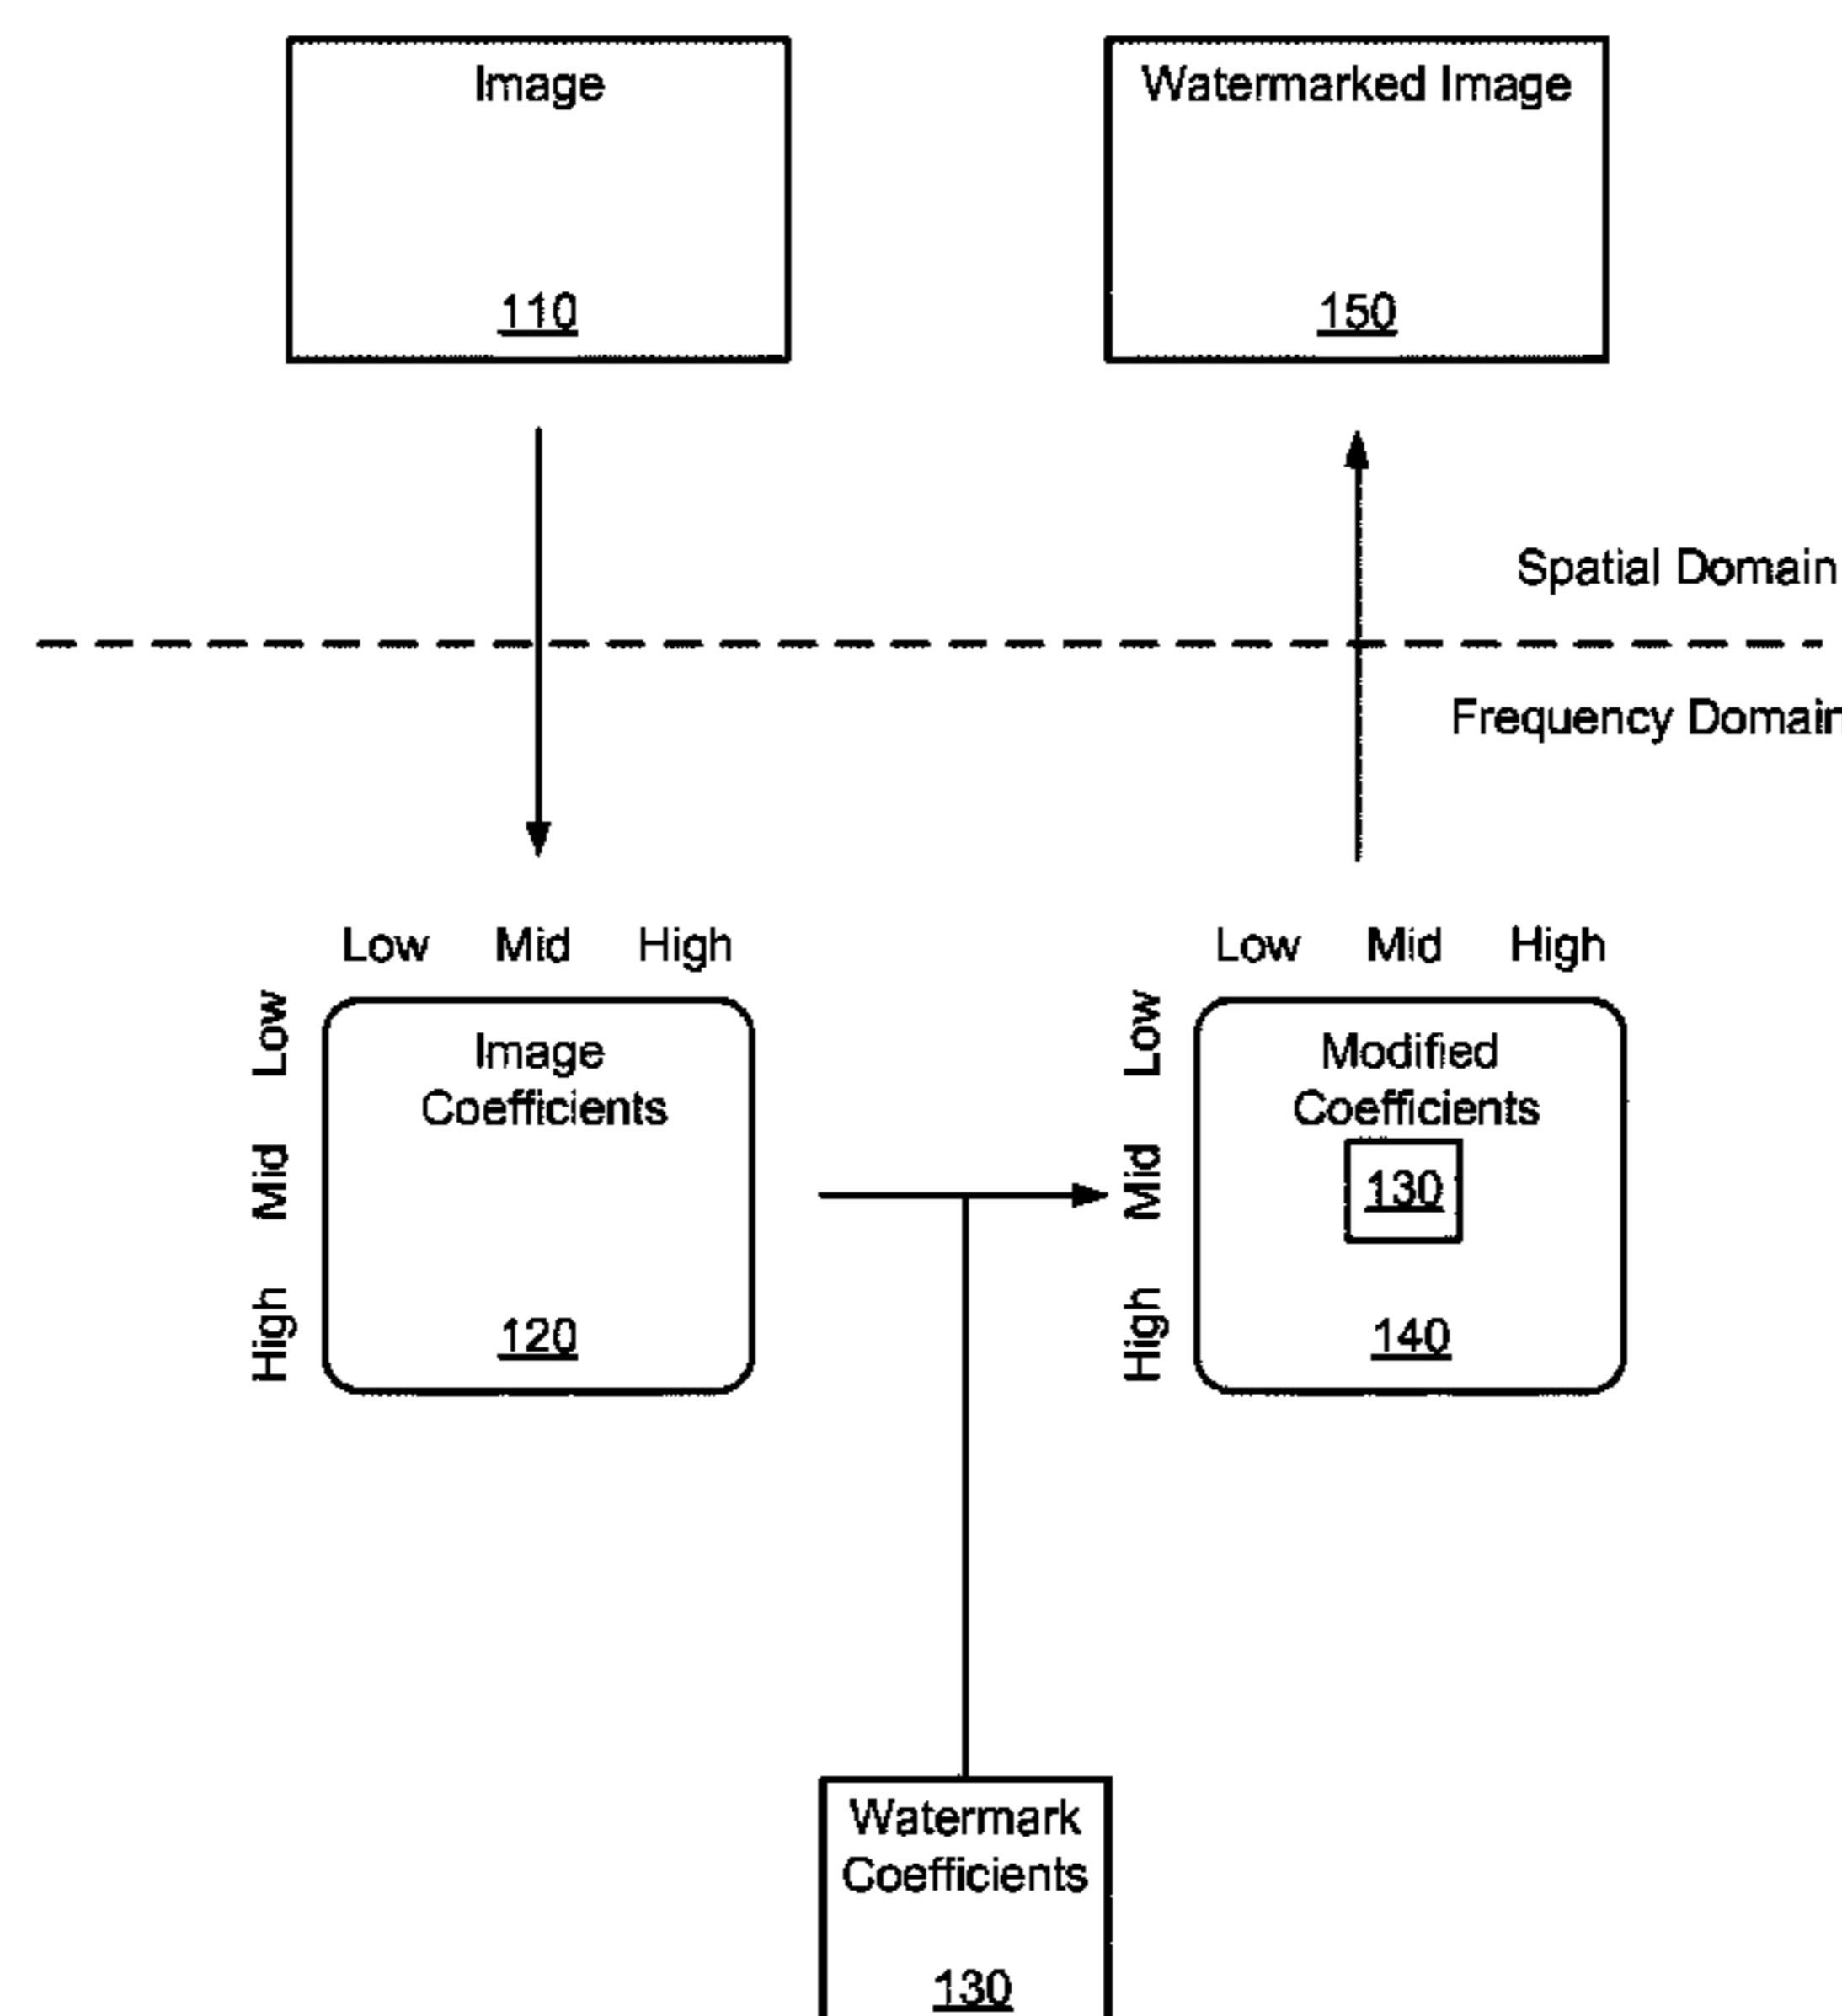 Image
110
Watermarked Image
150
Spatial Domain
Frequency Domain
Low Mid High
Low
Mid
High
Image
Coefficients
120
Low Mid High
Low
Mid
High
Modified
Coefficients
130
140
Watermark
Coefficients
130